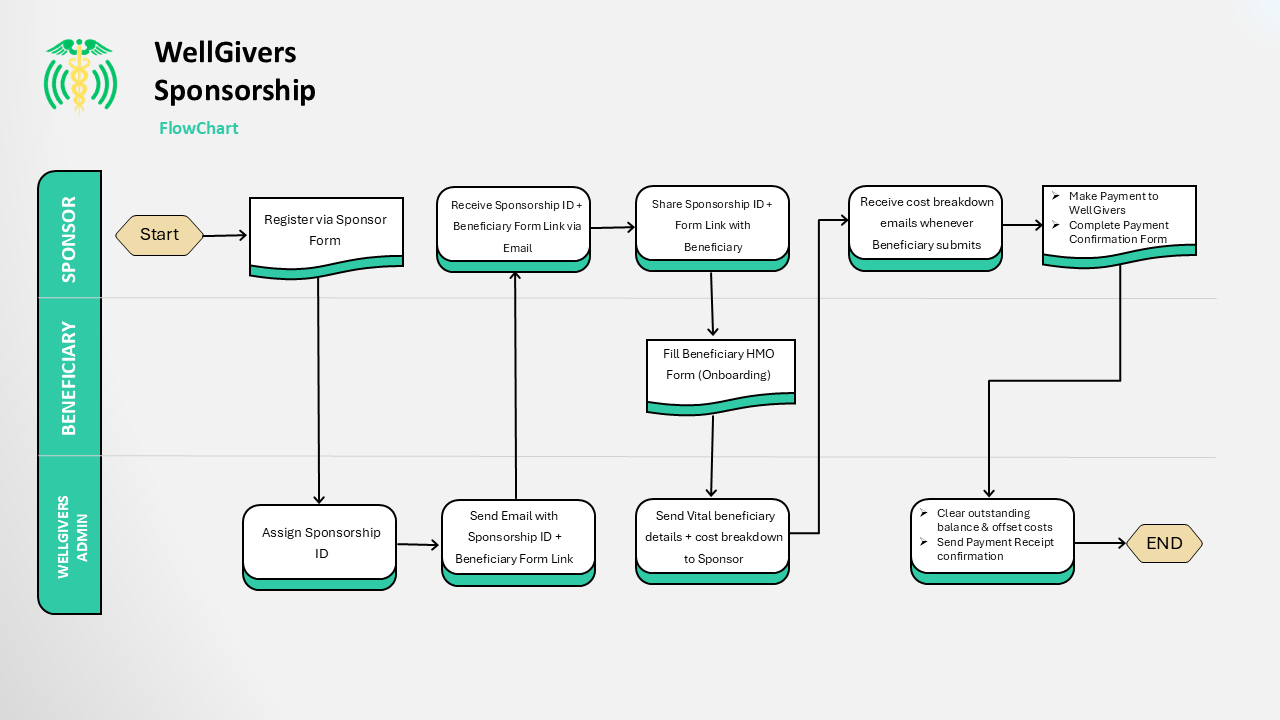 WellGivers
Sponsorship
FlowChart
SPONSOR
Start
Register via Sponsor
Form
Receive Sponsorship ID +
Beneficiary Form Link via
Email
Share Sponsorship ID +
Form Link with
Beneficiary
Receive cost breakdown
emails whenever
Beneficiary submits
➢ Make Payment to
WellGivers
➢ Complete Payment
Confirmation Form
BENEFICIARY
Fill Beneficiary HMO
Form (Onboarding)
WELLGIVERS
ADMIN
Assign Sponsorship
ID
Send Email with
Sponsorship ID +
Beneficiary Form Link
Send Vital beneficiary
details + cost breakdown
to Sponsor
➢ Clear outstanding
balance & offset costs
➢ Send Payment Receipt
confirmation
END